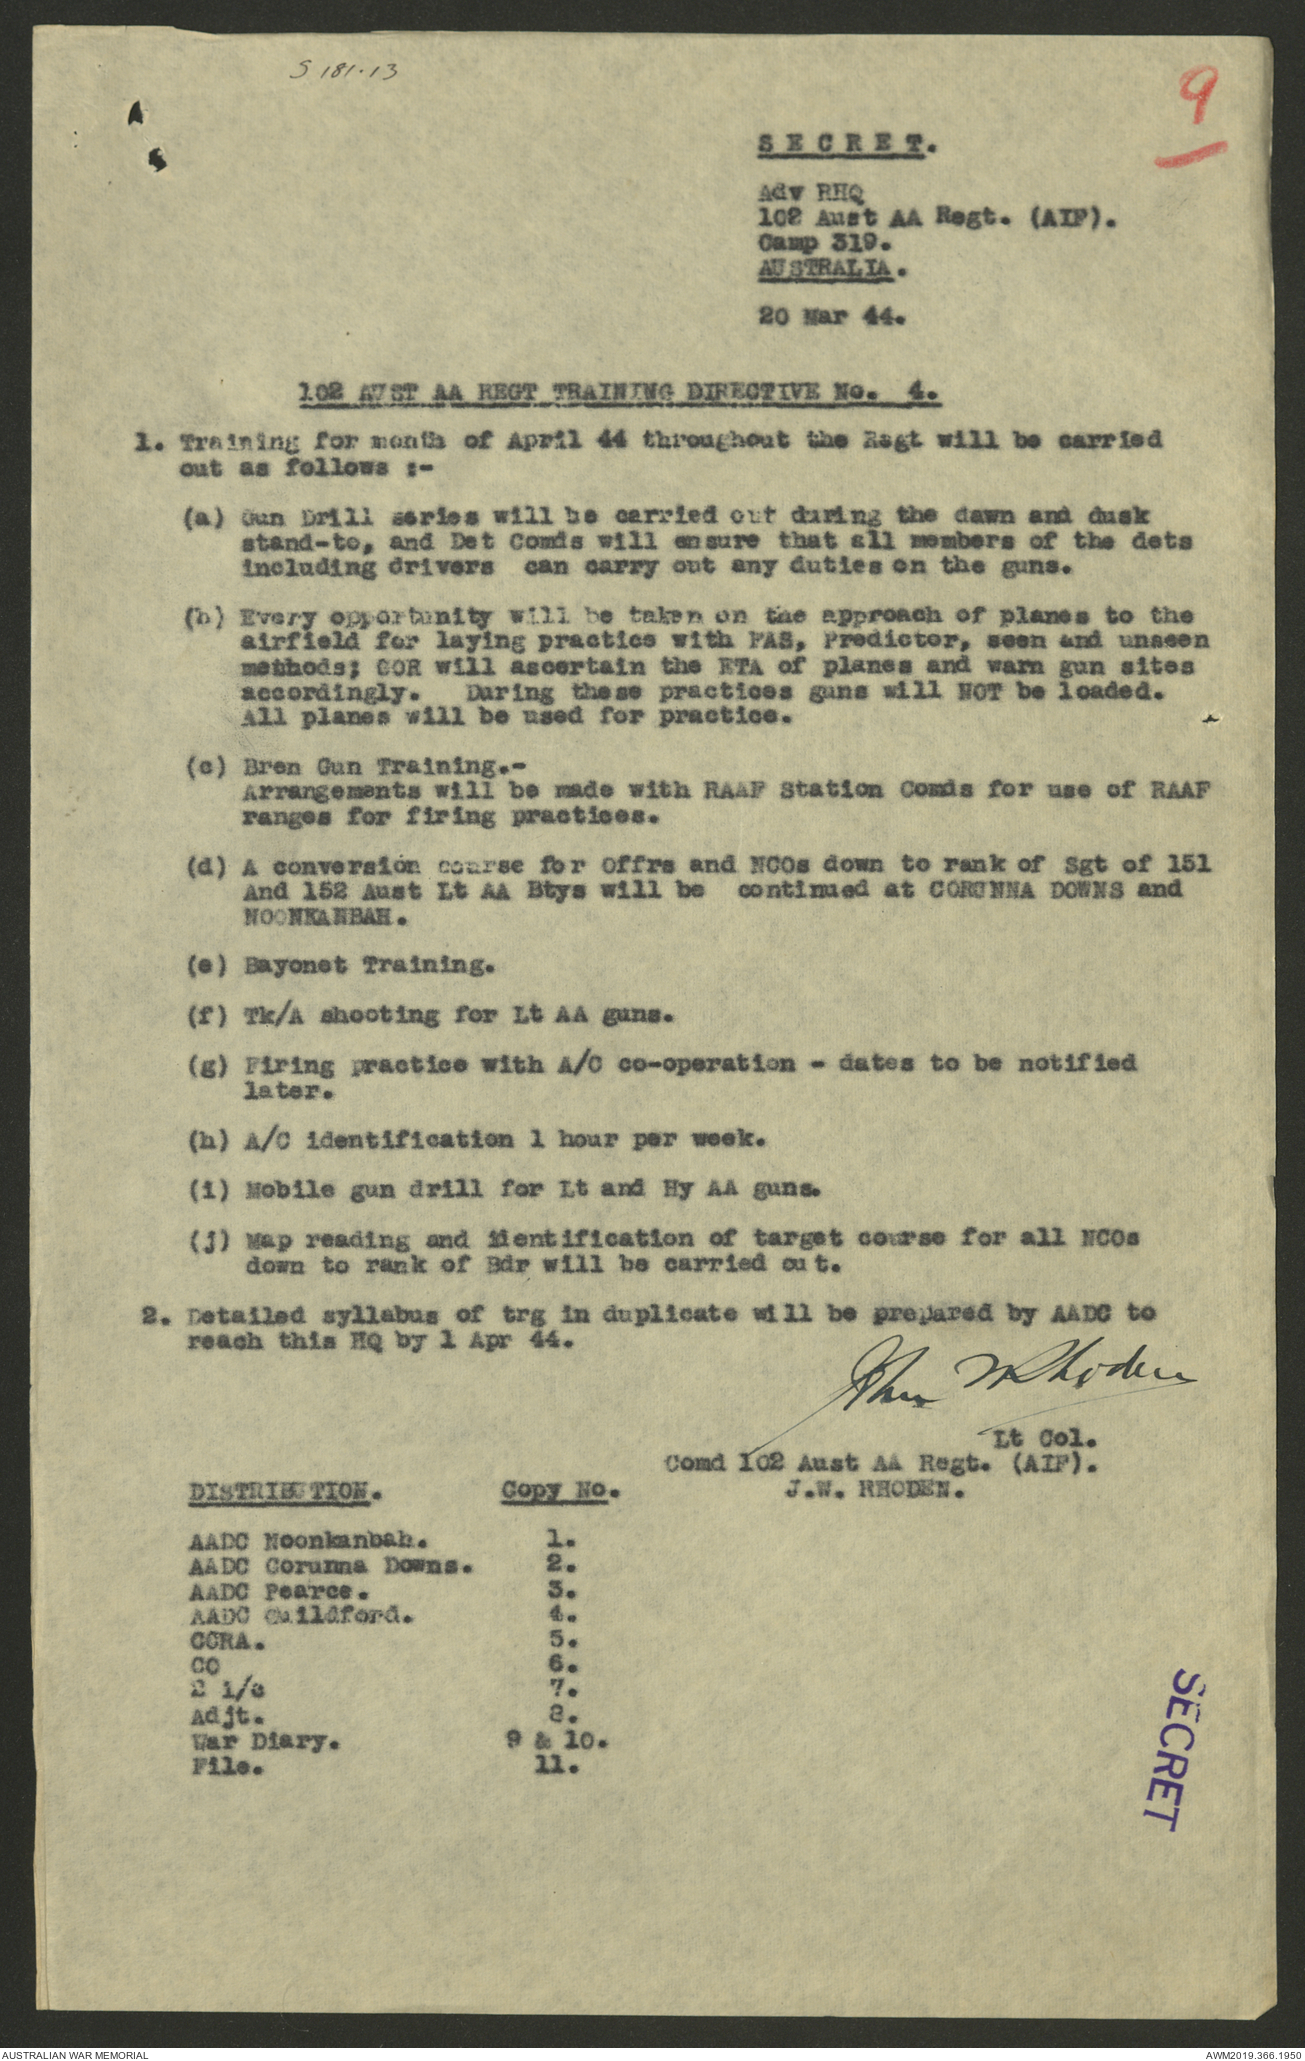 S 181.13
9
S E C R E T.
Adv RHQ
102 Aust AA Regt. (AIF).
Camp 319.
AUSTRALIA.
20 Mar 44.
102 AUST AA REGT TRAINING DIRECTIVE No. 4.
1. Training for month of April 44 throughout the Regt will be carried
out as follows :-
(a) Gun Drill series will be carried out during the dawn and dusk
stand-to, and Det Comds will ensure that all members of the dets
including drivers can carry out any duties on the guns.
(b) Every opportunity will be taken on the approach of planes to the
airfield for laying practice with FAS, Predictor, seen and unseen
methods; GOR will ascertain the ETA of planes and warn gun sites
accordingly. During these practices guns will NOT be loaded.
All planes will be used for practice.
(c) Bren Gun Training.-
Arrangements will be made with RAAF Station Comds for use of RAAF
ranges for firing practices.
(d) A conversion course for Offrs and NCOs down to rank of Sgt of 151
And 152 Aust Lt AA Btys will be continued at CORUNNA DOWNS and
NOONKANBAH.
(e) Bayonet Training.
(f) Tk/A shooting for Lt AA guns.
(g) Firing practice with A/C co-operation - dates to be notified
later.
(h) A/C identification 1 hour per week.
(i) Mobile gun drill for Lt and Hy AA guns.
(j) Map reading and identification of target course for all NCOs
down to rank of Bdr will be carried out.
2. Detailed syllabus of trg in duplicate will be prepared by AADC to
reach this HQ by 1 Apr 44.
John W Rhoden
Lt Col.
Comd 102 Aust AA Regt. (AIF).
J.W. RHODEN.
DISTRIBUTION. Copy No.
AADC Noonkanbah. 1.
AADC Corunna Downs. 2.
AADC Pearce. 3.
AADC Guildford. 4.
CCRA. 5.
CO 6.
2 i/c 7.
Adjt. 8.
War Diary. 9 & 10.
File. 11.
SECRET
AUSTRALIAN WAR MEMORIAL
AWM2019.366.1950